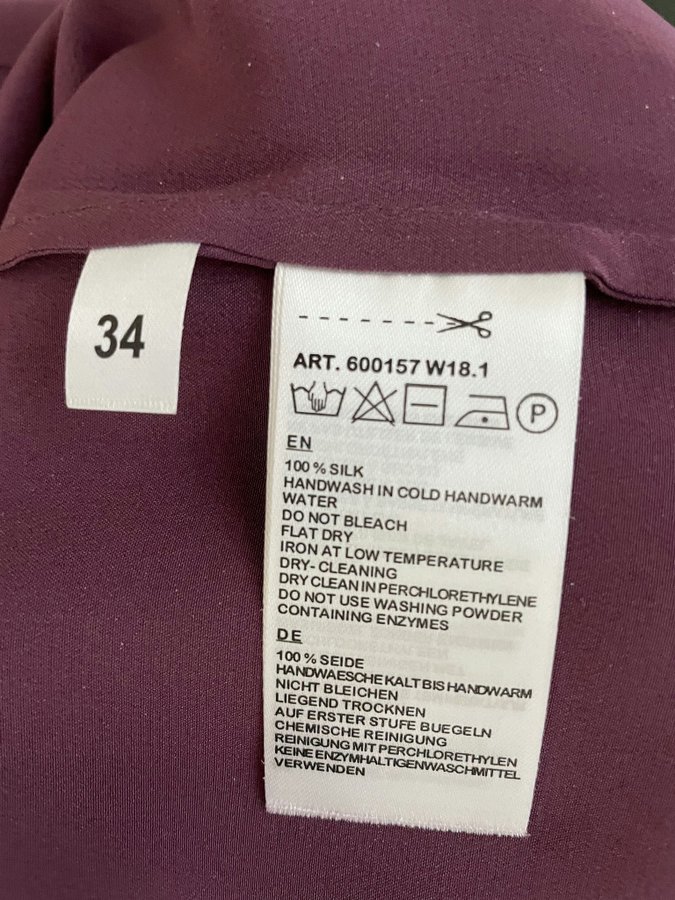 34
ART. 600157 W18.1
P
EN
100 % SILK
HANDWASH IN COLD HANDWARM
WATER
DO NOT BLEACH
FLAT DRY
IRON AT LOW TEMPERATURE
DRY- CLEANING
DRY CLEAN IN PERCHLORETHYLENE
DO NOT USE WASHING POWDER
CONTAINING ENZYMES
DE
100 % SEIDE
HANDWAESCHE KALT BIS HANDWARM
NICHT BLEICHEN
LIEGEND TROCKNEN
AUF ERSTER STUFE BUEGELN
CHEMISCHE REINIGUNG
REINIGUNG MIT PERCHLORETHYLEN
KEINE ENZYMHALTIGEN WASCHMITTEL
VERWENDEN